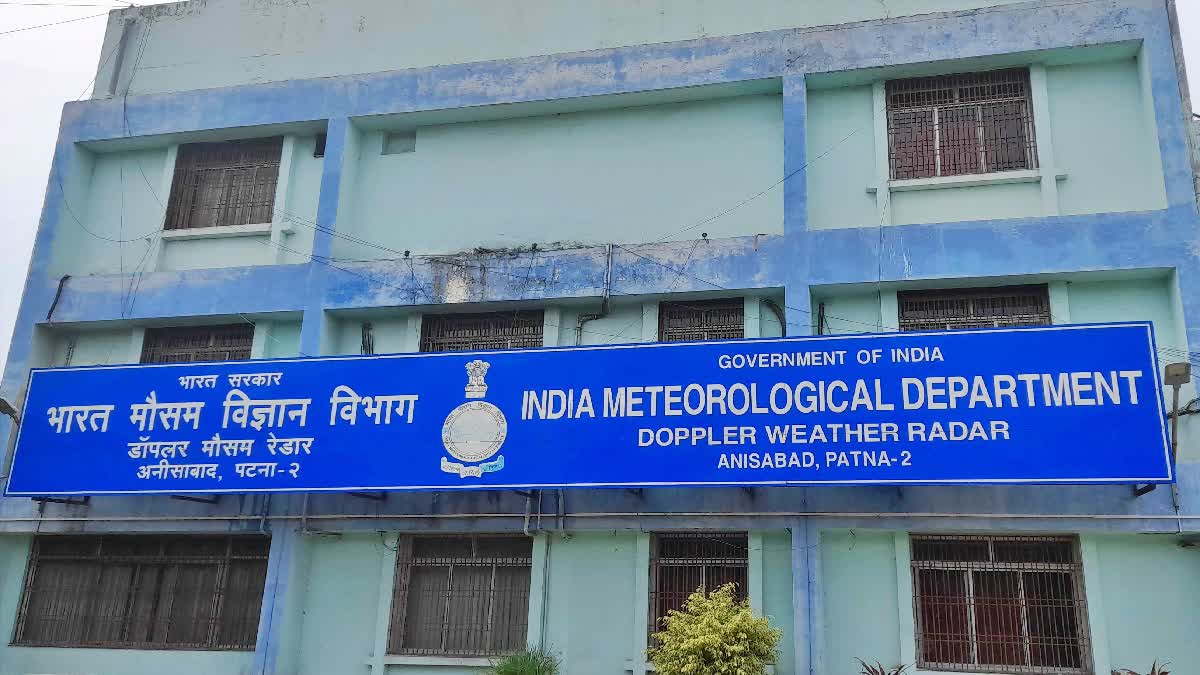 भारत सरकार
भारत मौसम विज्ञान विभाग
डॉपलर मौसम रेडार
अनीसाबाद, पटना-२
GOVERNMENT OF INDIA
INDIA METEOROLOGICAL DEPARTMENT
DOPPLER WEATHER RADAR
ANISABAD, PATNA-2